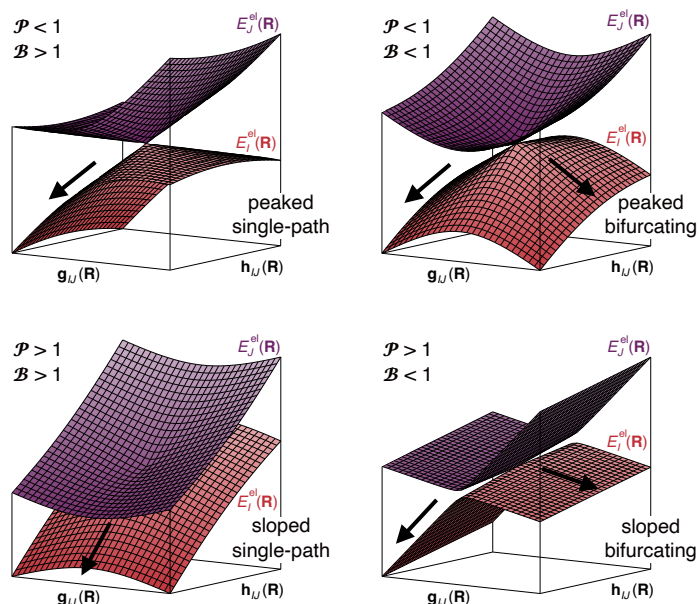 𝒫 < 1
ℬ > 1
E_J^el(R)
E_I^el(R)
peaked
single-path
g_IJ(R)
h_IJ(R)
𝒫 < 1
ℬ < 1
E_J^el(R)
E_I^el(R)
peaked
bifurcating
g_IJ(R)
h_IJ(R)
𝒫 > 1
ℬ > 1
E_J^el(R)
E_I^el(R)
sloped
single-path
g_IJ(R)
h_IJ(R)
𝒫 > 1
ℬ < 1
E_J^el(R)
E_I^el(R)
sloped
bifurcating
g_IJ(R)
h_IJ(R)